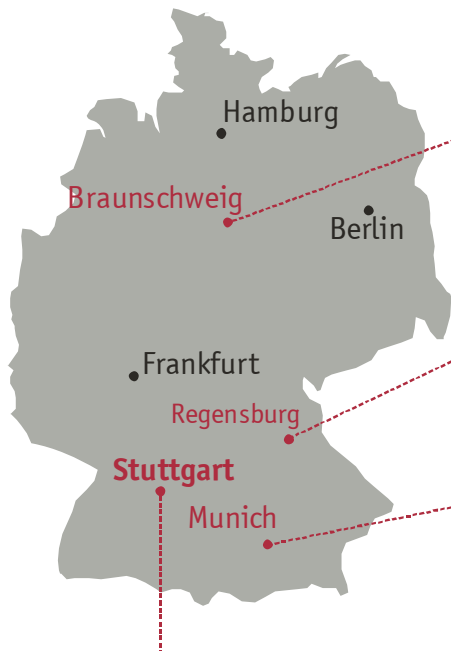 Hamburg
Braunschweig
Berlin
Frankfurt
Regensburg
Stuttgart
Munich